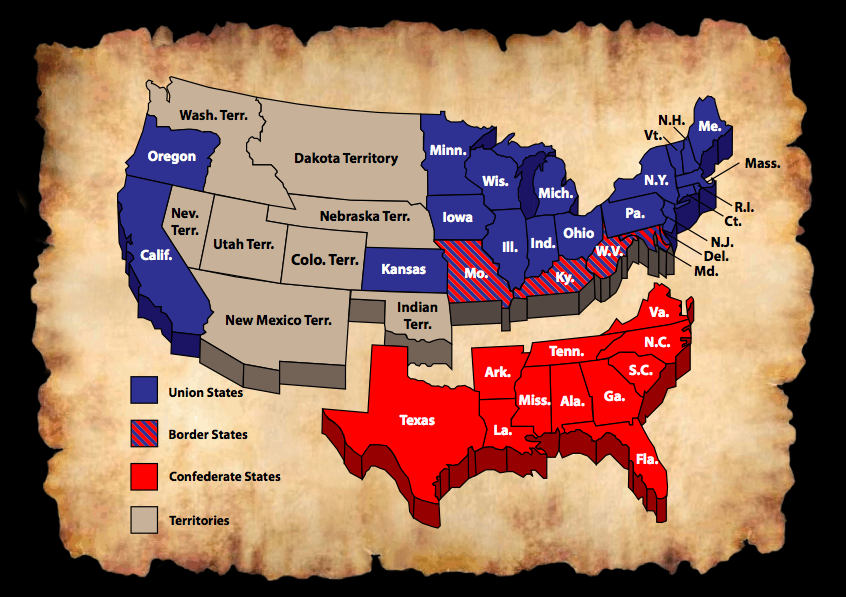 Wash. Terr.
Oregon
Dakota Territory
Minn.
Wis.
Mich.
N.H.
Vt.
Me.
Mass.
N.Y.
R.I.
Ct.
Nev.
Terr.
Utah Terr.
Nebraska Terr.
Iowa
Ill.
Ind.
Ohio
Pa.
N.J.
Del.
Md.
Calif.
Colo. Terr.
Kansas
Mo.
Ky.
W.V.
New Mexico Terr.
Indian
Terr.
Va.
N.C.
Tenn.
S.C.
Ark.
Miss.
Ala.
Ga.
Texas
La.
Fla.
Union States
Border States
Confederate States
Territories